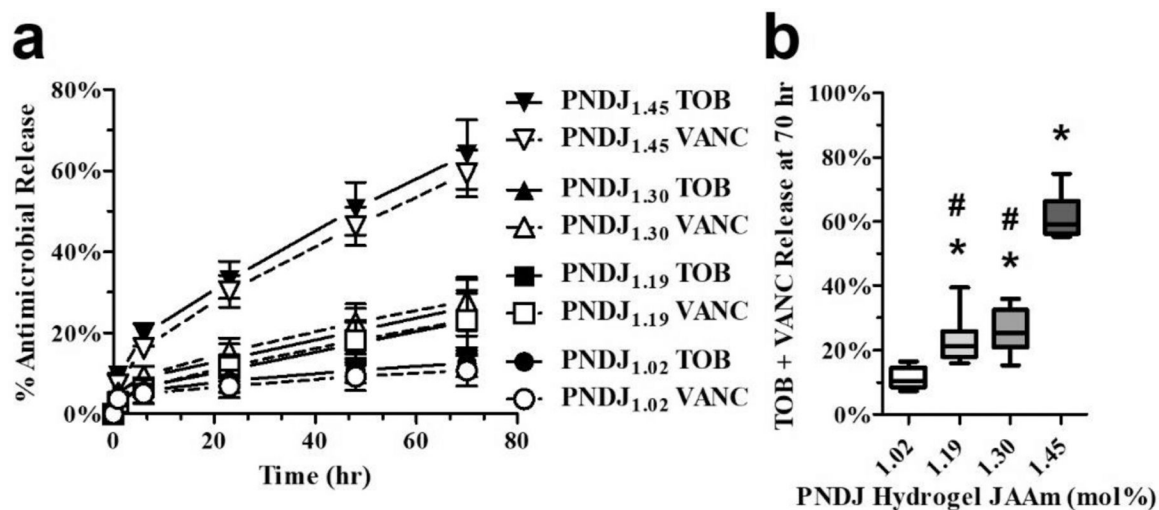 a
% Antimicrobial Release
80%
60%
40%
20%
0%
0
20
40
60
80
Time (hr)
PNDJ1.45 TOB
PNDJ1.45 VANC
PNDJ1.30 TOB
PNDJ1.30 VANC
PNDJ1.19 TOB
PNDJ1.19 VANC
PNDJ1.02 TOB
PNDJ1.02 VANC
b
TOB + VANC Release at 70 hr
100%
80%
60%
40%
20%
0%
#
*
#
*
*
1.02
1.19
1.30
1.45
PNDJ Hydrogel JAAm (mol%)